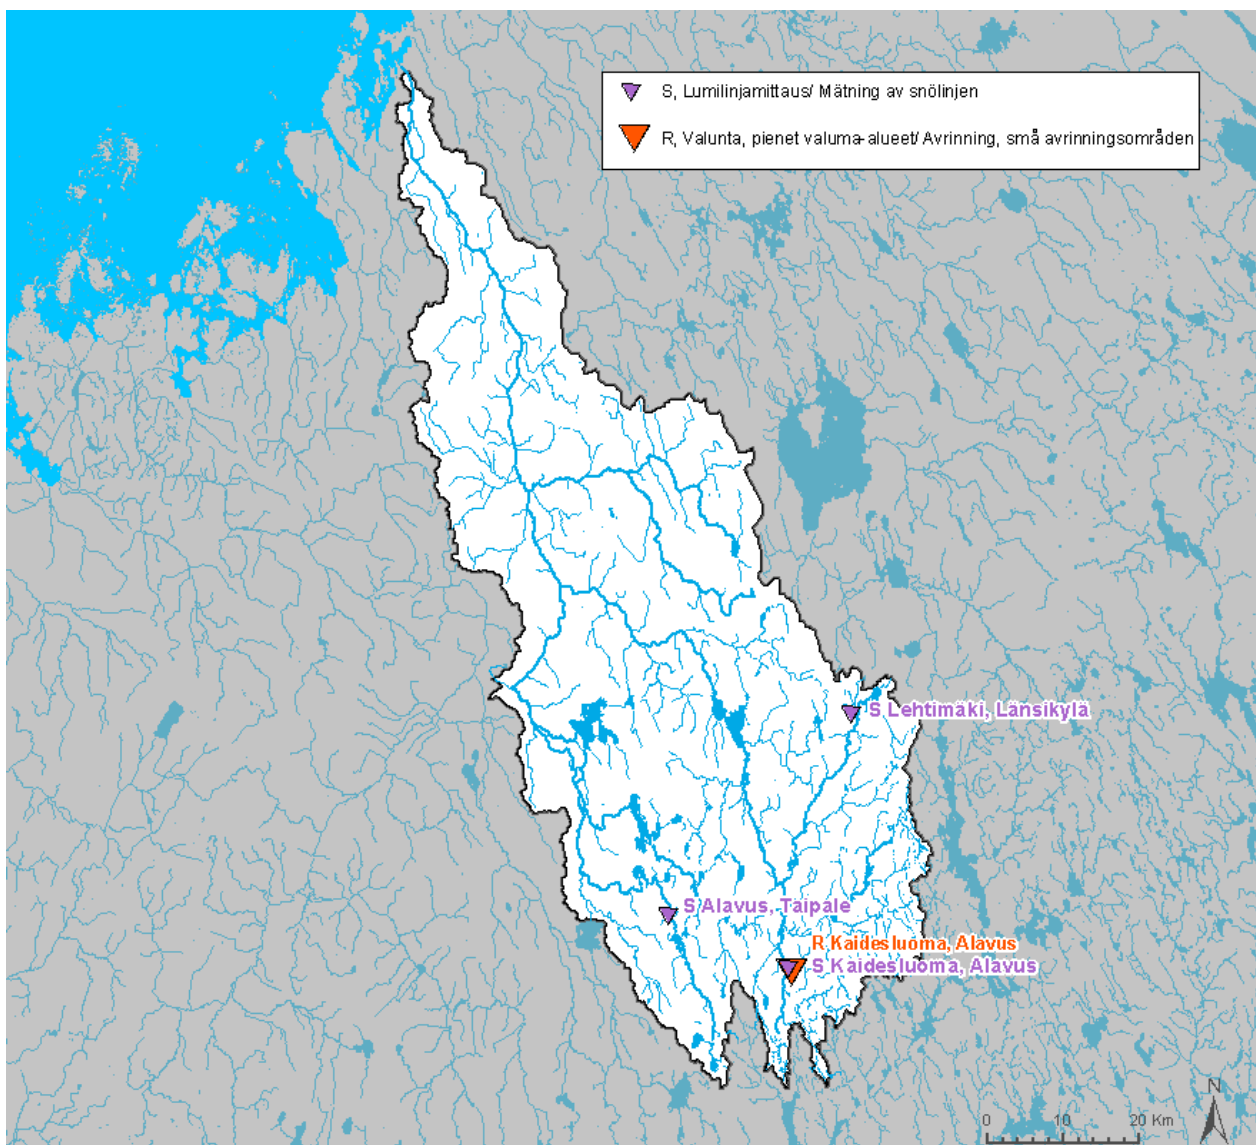 S, Lumilinjamittaus/ Mätning av snölinjen
R, Valunta, pienet valuma-alueet/ Avrinning, små avrinningsområden
S Lehtimäki, Länsikylä
S Alavus, Taipale
R Kaidesluoma, Alavus
S Kaidesluoma, Alavus
N
0 10 20 Km